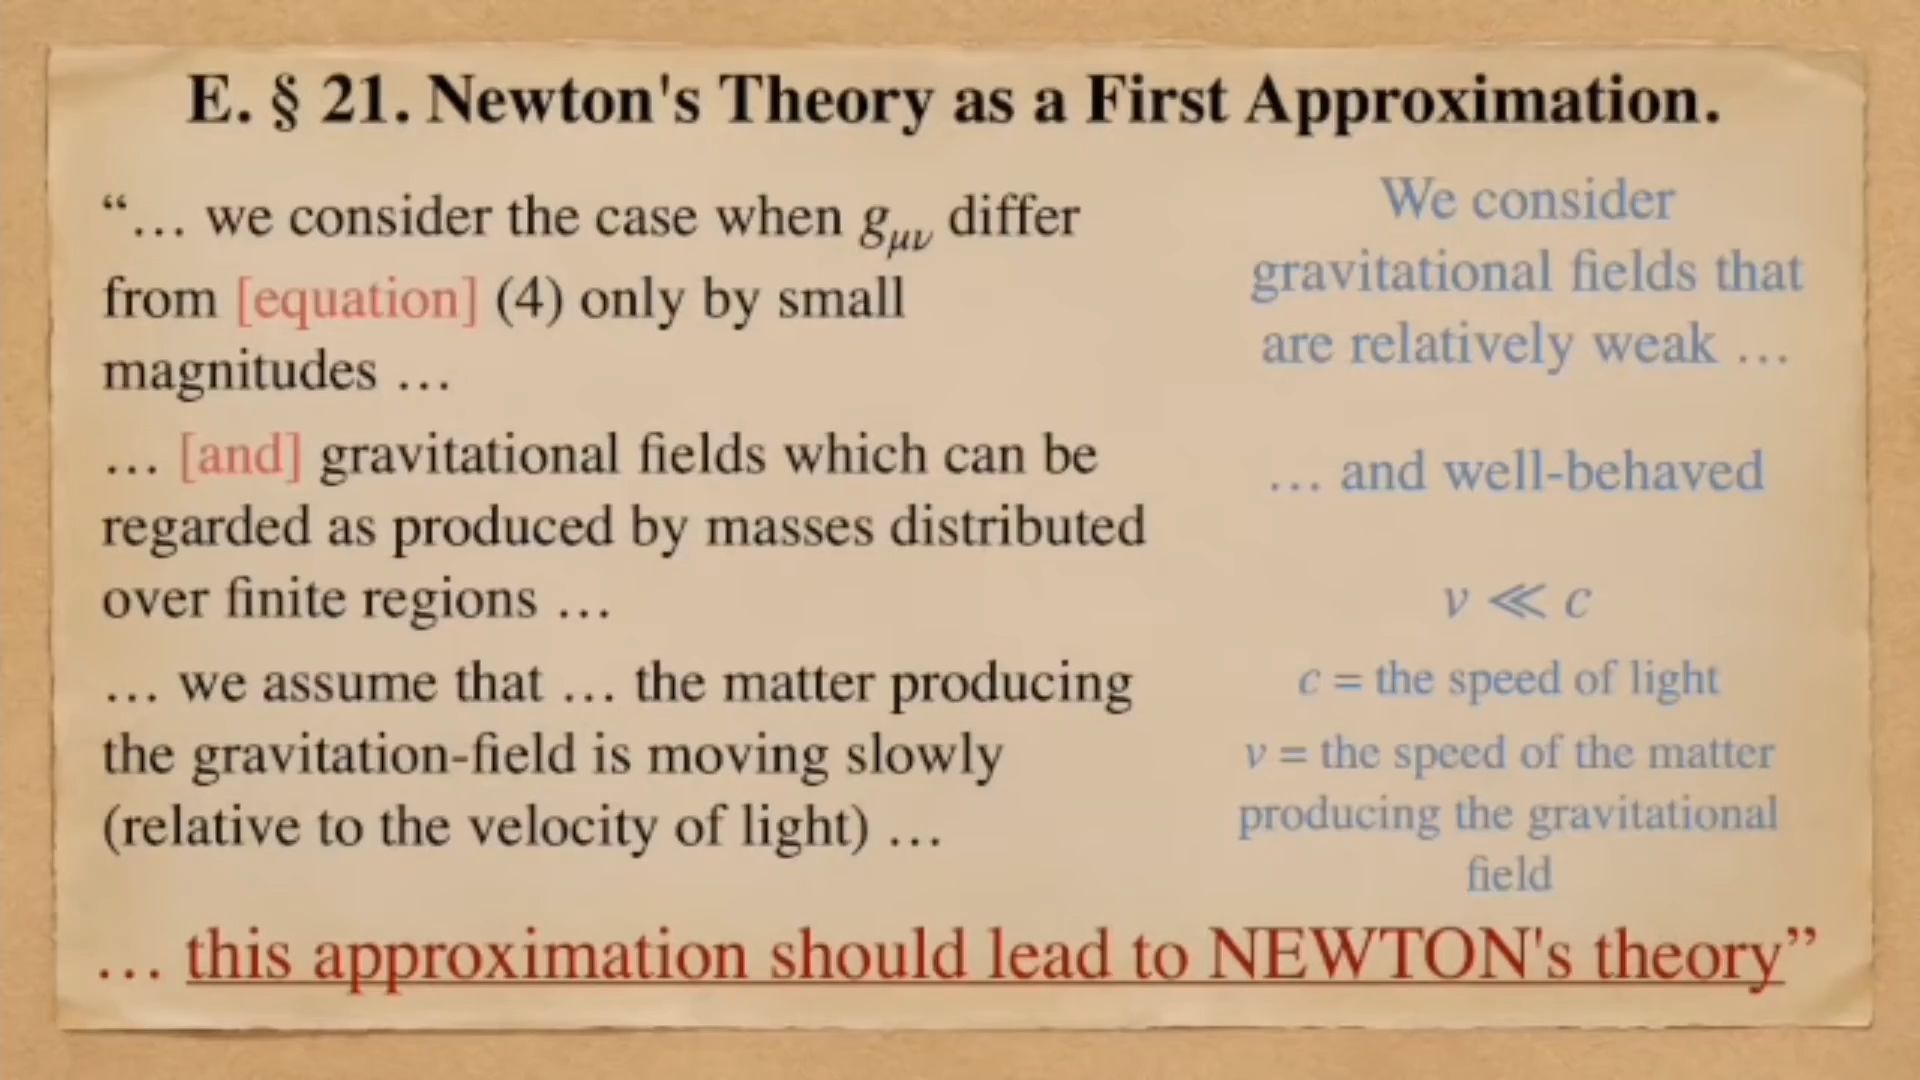 E. § 21. Newton's Theory as a First Approximation.
“… we consider the case when gμν differ
from [equation] (4) only by small
magnitudes …
… [and] gravitational fields which can be
regarded as produced by masses distributed
over finite regions …
… we assume that … the matter producing
the gravitation-field is moving slowly
(relative to the velocity of light) …
We consider
gravitational fields that
are relatively weak …
… and well-behaved
v ≪ c
c = the speed of light
v = the speed of the matter
producing the gravitational
field
… this approximation should lead to NEWTON's theory”